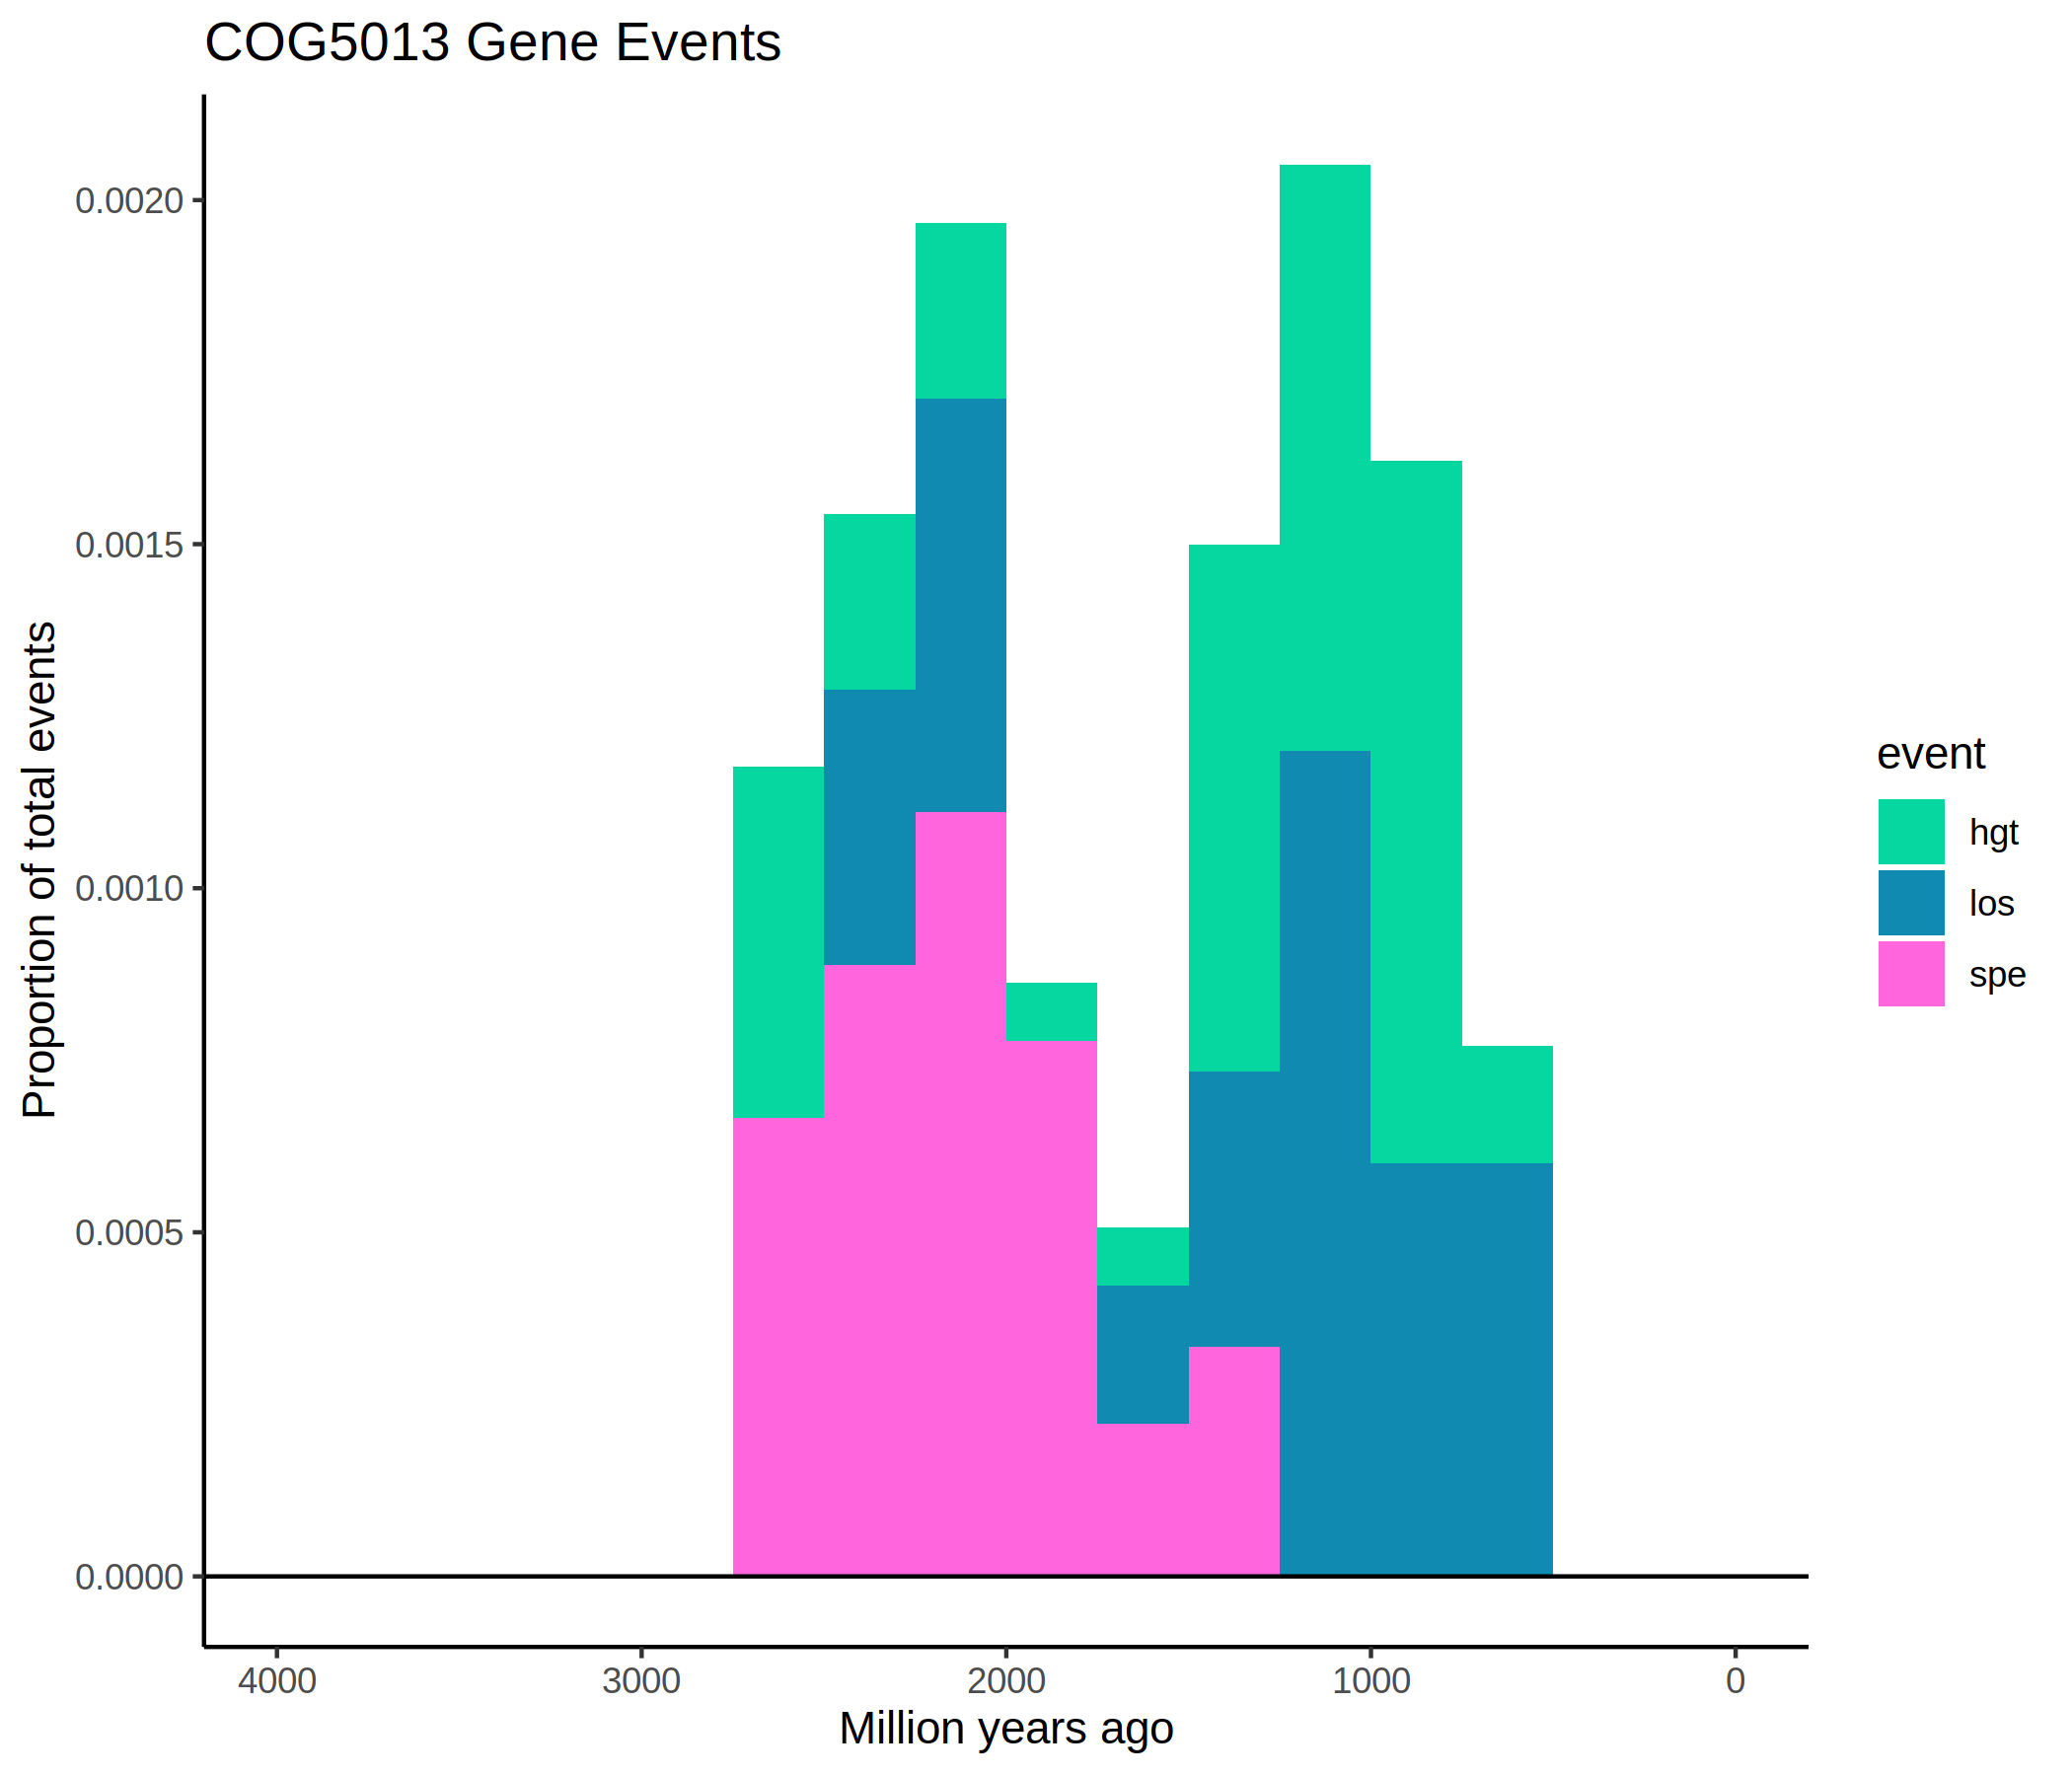 COG5013 Gene Events
Proportion of total events
0.0020
0.0015
0.0010
0.0005
0.0000
4000 3000 2000 1000 0
Million years ago
event
hgt
los
spe